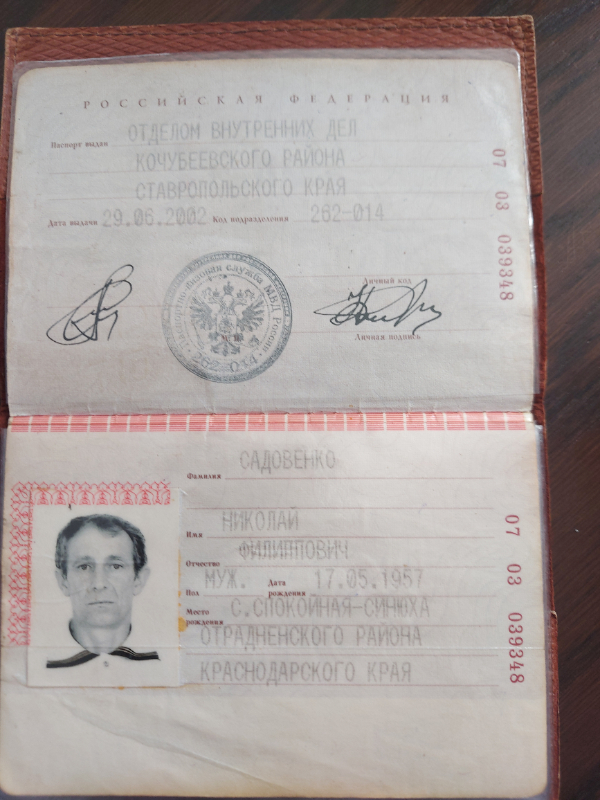 РОССИЙСКАЯ ФЕДЕРАЦИЯ
Паспорт выдан ОТДЕЛОМ ВНУТРЕННИХ ДЕЛ
КОЧУБЕЕВСКОГО РАЙОНА
СТАВРОПОЛЬСКОГО КРАЯ
Дата выдачи 29.06.2002 Код подразделения 262-014
07 03 039348
Личный код
Личная подпись
Паспортно-визовая служба МВД России
262-014
САДОВЕНКО
Фамилия
НИКОЛАЙ
Имя
ФИЛИППОВИЧ
Отчество
Пол МУЖ. Дата рождения 17.05.1957
Место рождения С.СПОКОЙНАЯ-СИНЮХА
ОТРАДНЕНСКОГО РАЙОНА
КРАСНОДАРСКОГО КРАЯ
07 03 039348